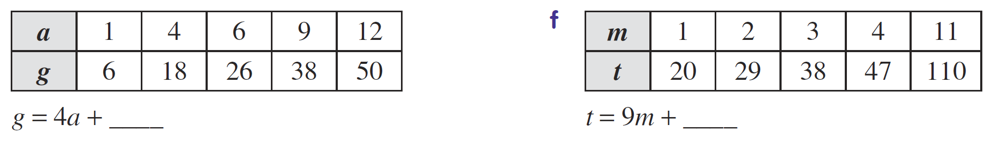 a 1 4 6 9 12
g 6 18 26 38 50
g = 4a + ____
f
m 1 2 3 4 11
t 20 29 38 47 110
t = 9m + ____